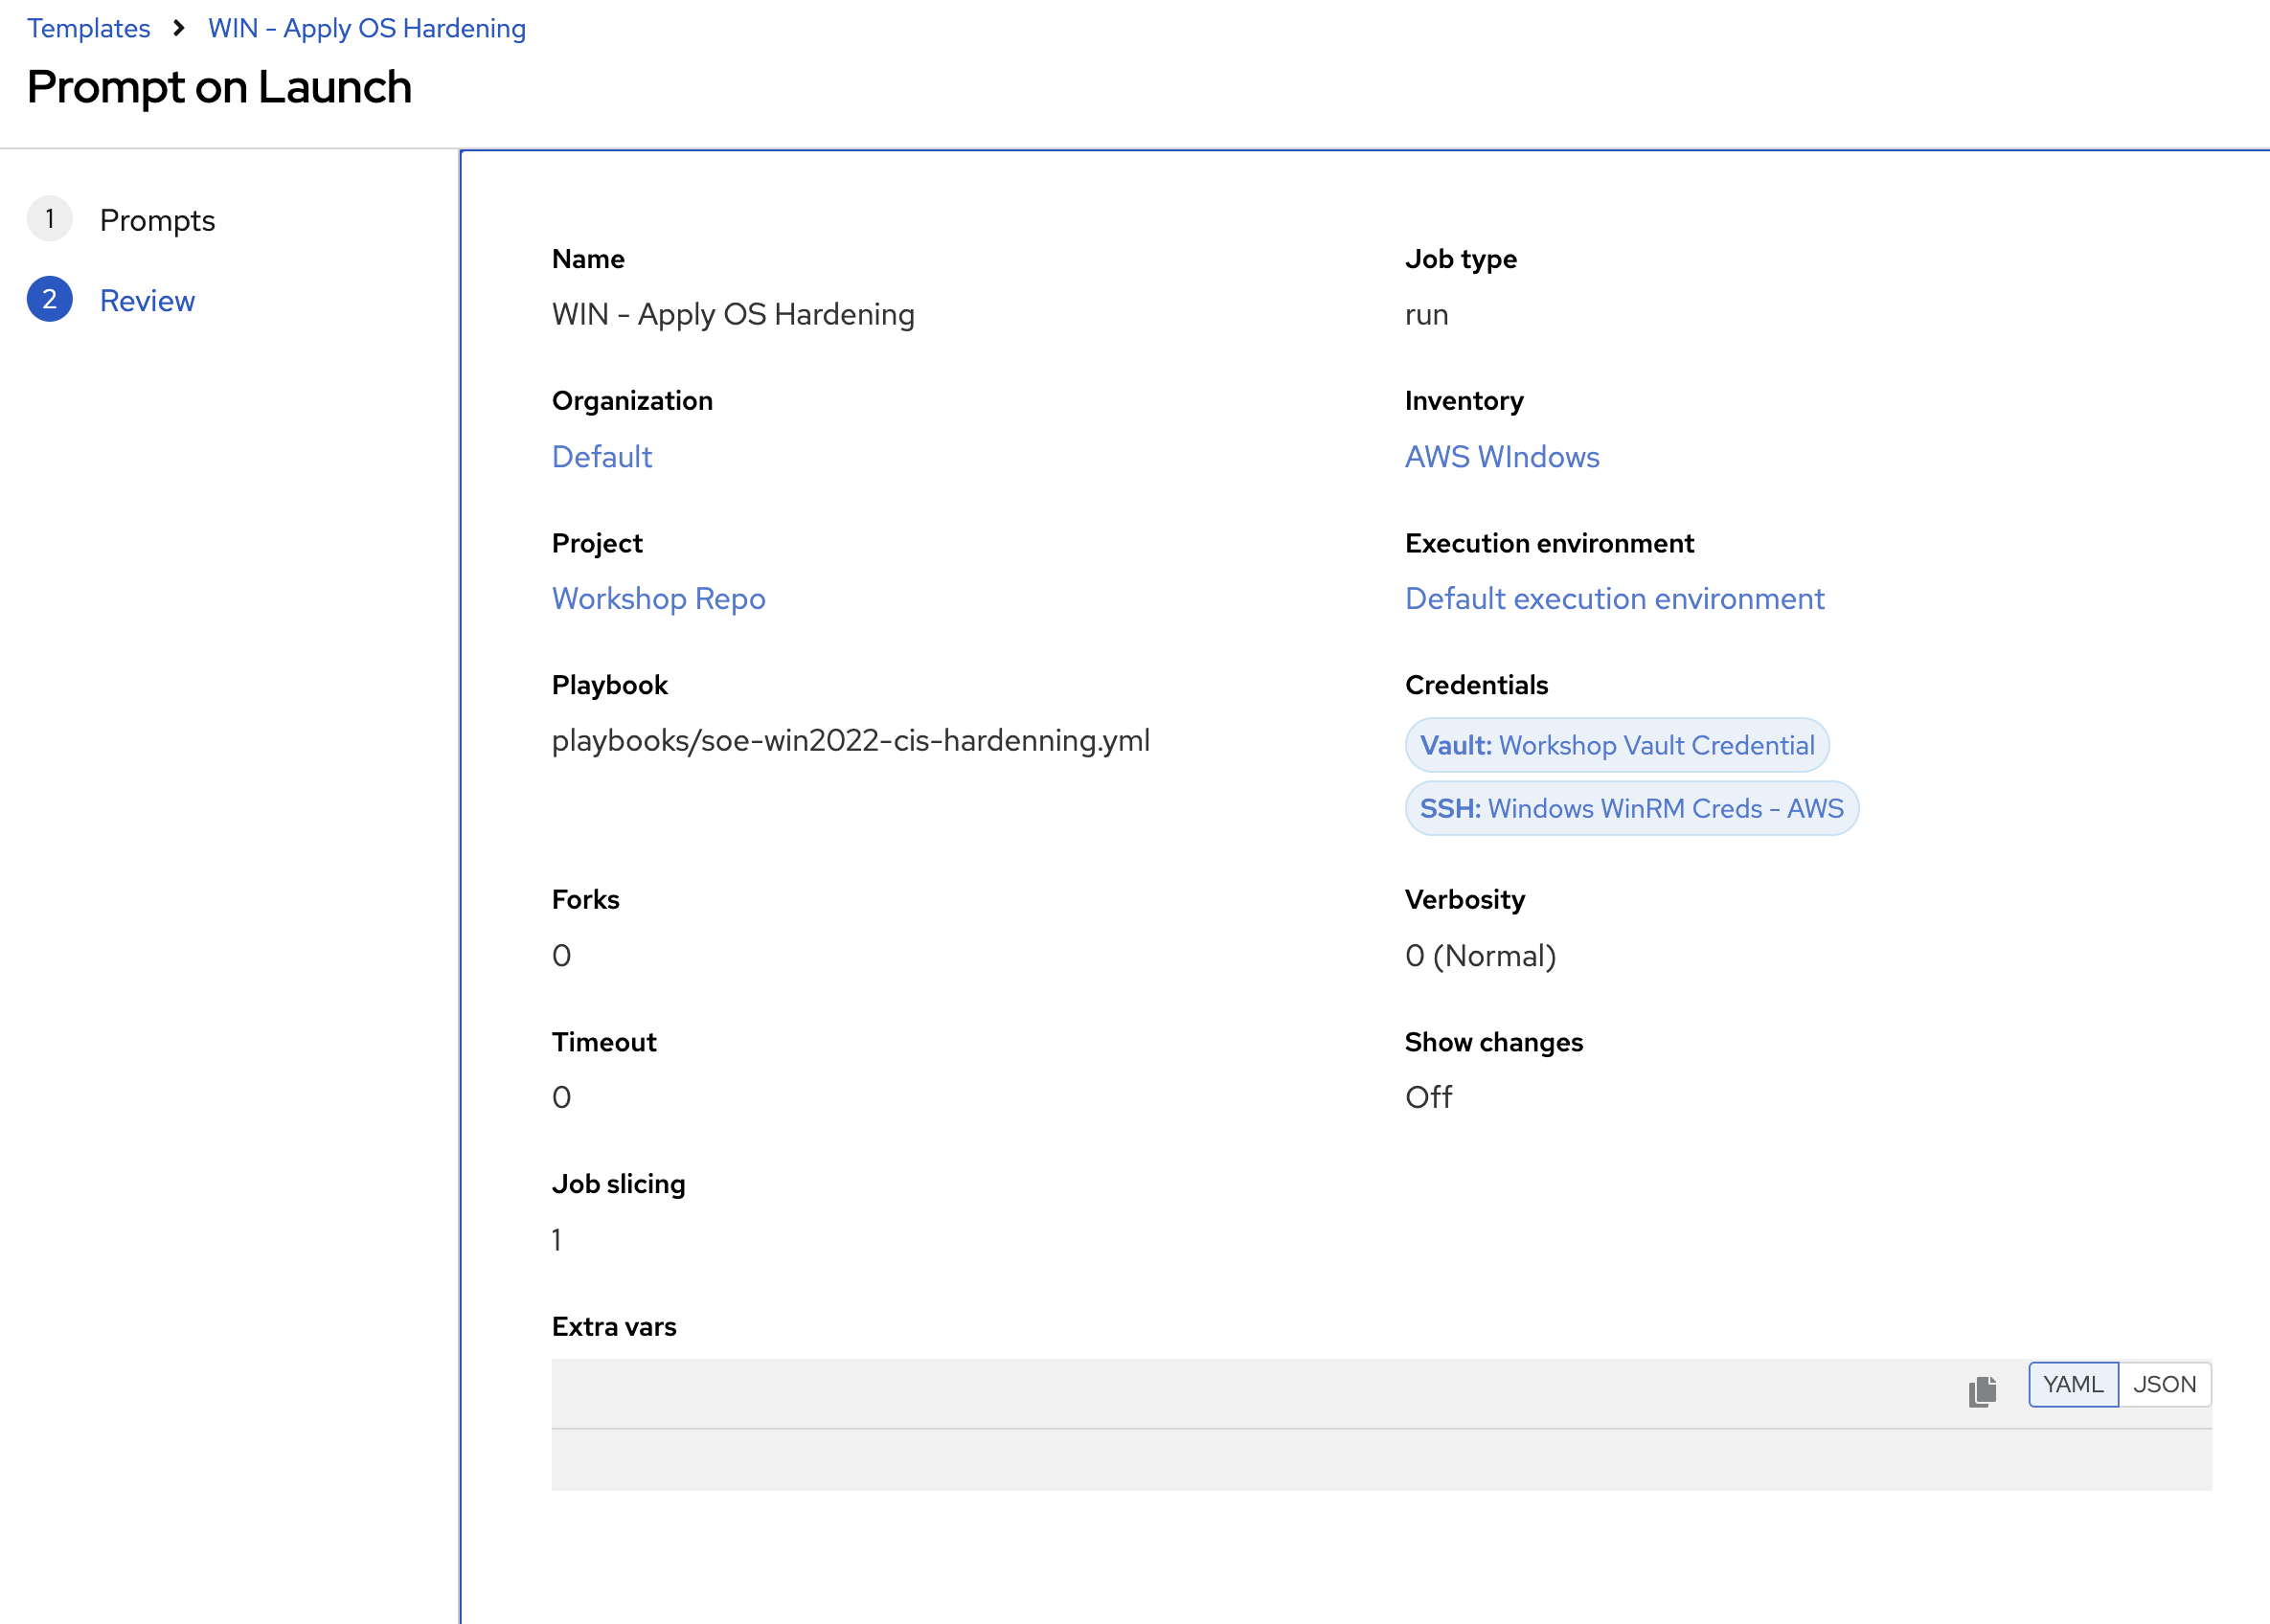 Templates > WIN - Apply OS Hardening
Prompt on Launch
1 Prompts
2 Review
Name
WIN - Apply OS Hardening
Job type
run
Organization
Default
Inventory
AWS WIndows
Project
Workshop Repo
Execution environment
Default execution environment
Playbook
playbooks/soe-win2022-cis-hardenning.yml
Credentials
Vault: Workshop Vault Credential
SSH: Windows WinRM Creds - AWS
Forks
0
Verbosity
0 (Normal)
Timeout
0
Show changes
Off
Job slicing
1
Extra vars
YAML JSON